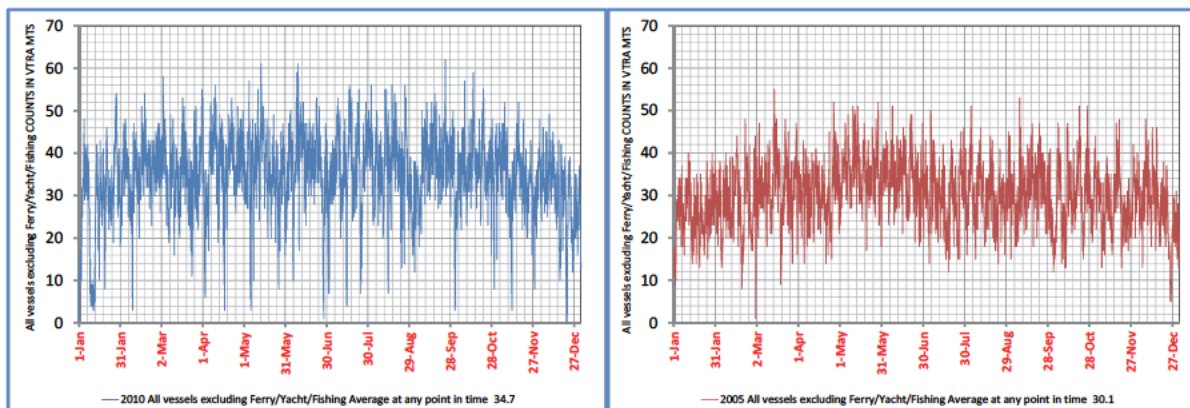 All vessels excluding Ferry/Yacht/Fishing COUNTS IN VTRA MTS
70
60
50
40
30
20
10
0
1-Jan
31-Jan
2-Mar
1-Apr
1-May
31-May
30-Jun
30-Jul
29-Aug
28-Sep
28-Oct
27-Nov
27-Dec
2010 All vessels excluding Ferry/Yacht/Fishing Average at any point in time 34.7
All vessels excluding Ferry/Yacht/Fishing COUNTS IN VTRA MTS
70
60
50
40
30
20
10
0
1-Jan
31-Jan
2-Mar
1-Apr
1-May
31-May
30-Jun
30-Jul
29-Aug
28-Sep
28-Oct
27-Nov
27-Dec
2005 All vessels excluding Ferry/Yacht/Fishing Average at any point in time 30.1